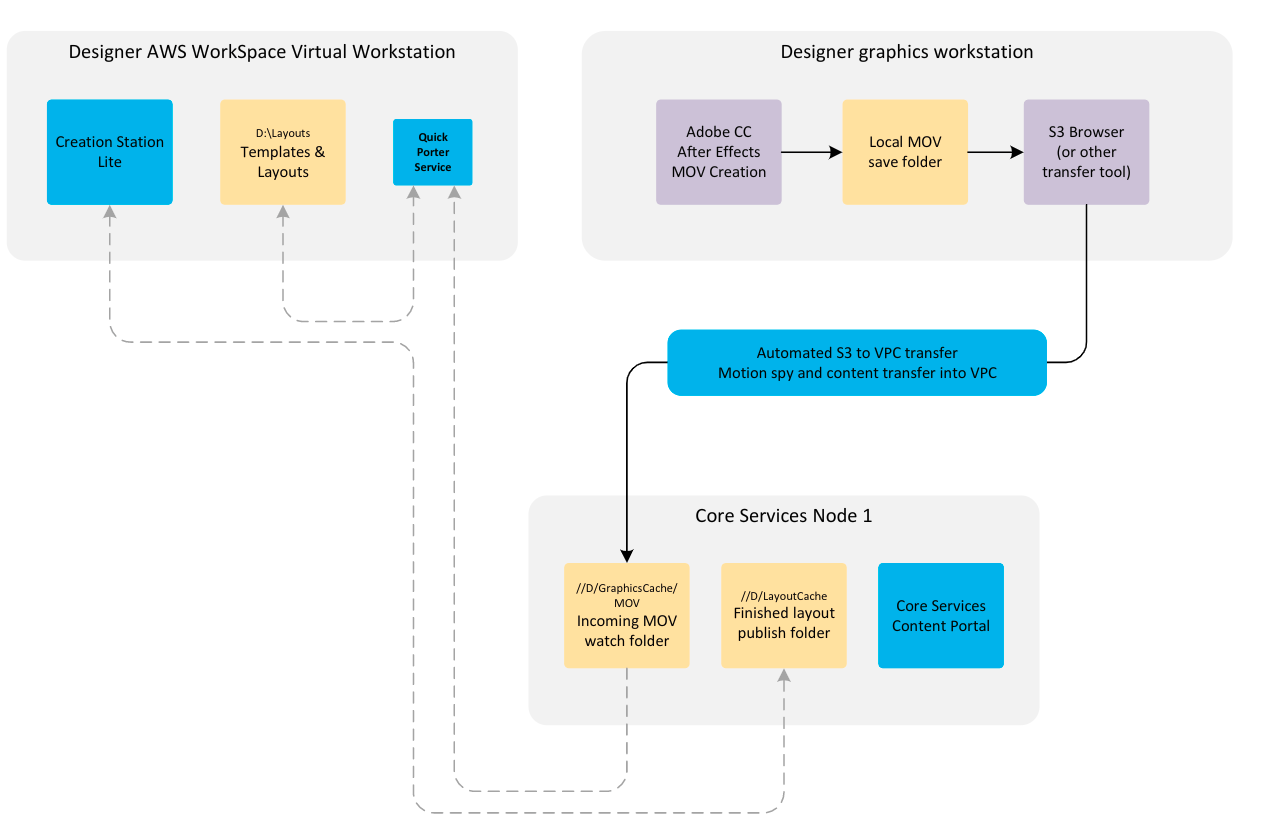 Designer AWS WorkSpace Virtual Workstation
Creation Station
Lite
D:\Layouts
Templates &
Layouts
Quick
Porter
Service
Designer graphics workstation
Adobe CC
After Effects
MOV Creation
Local MOV
save folder
S3 Browser
(or other
transfer tool)
Automated S3 to VPC transfer
Motion spy and content transfer into VPC
Core Services Node 1
//D/GraphicsCache/
MOV
Incoming MOV
watch folder
//D/LayoutCache
Finished layout
publish folder
Core Services
Content Portal